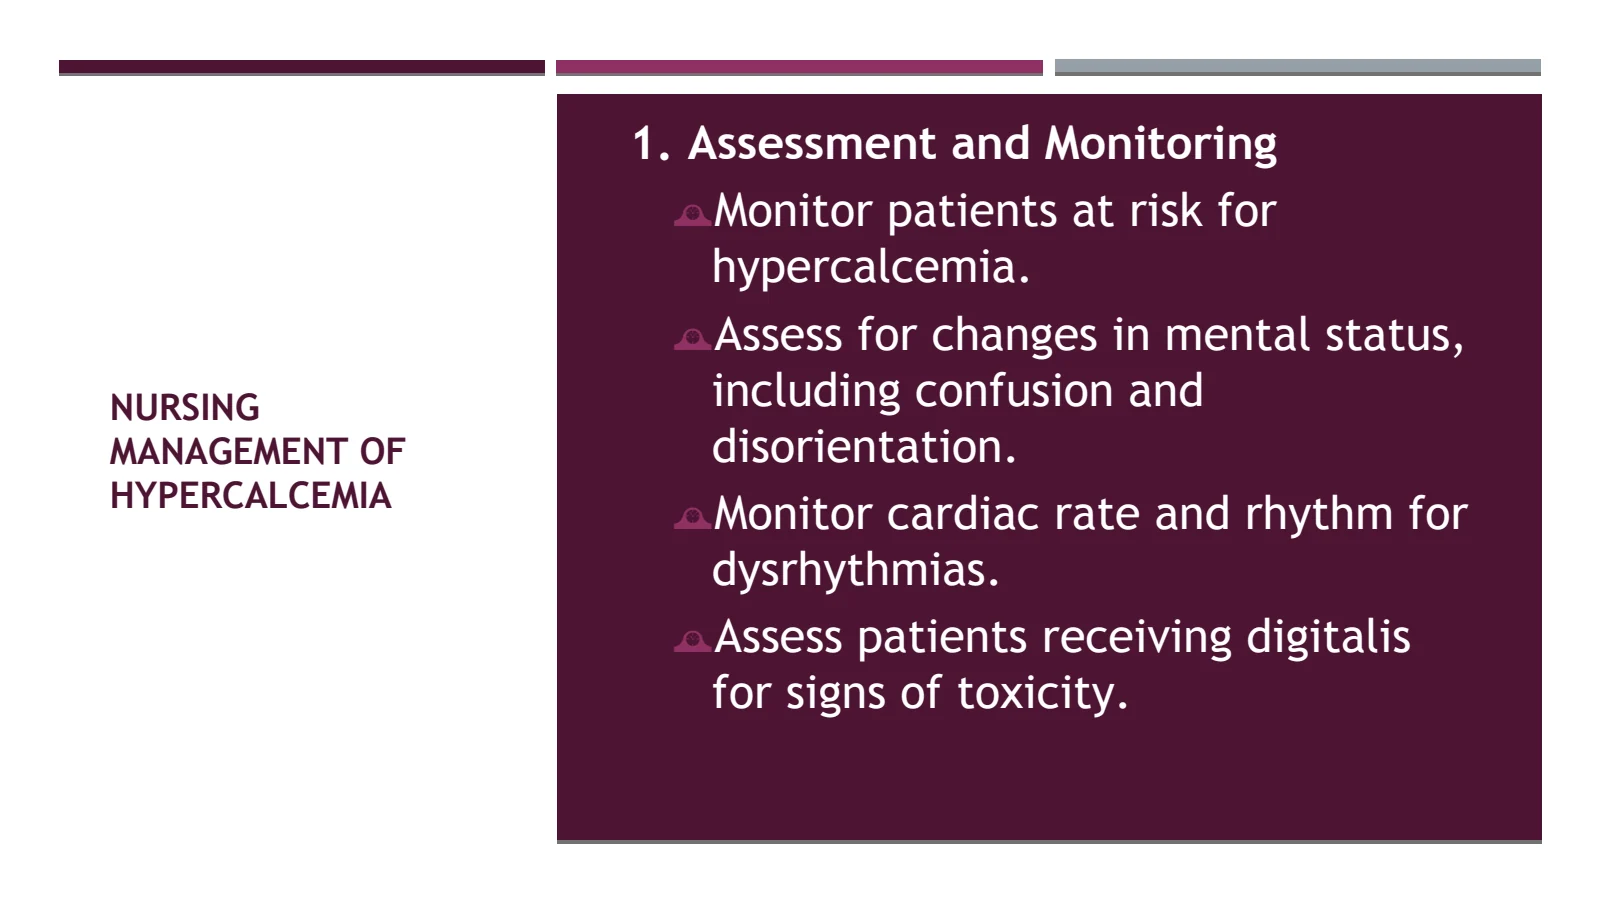 NURSING
MANAGEMENT OF
HYPERCALCEMIA
1. Assessment and Monitoring
Monitor patients at risk for
hypercalcemia.
Assess for changes in mental status,
including confusion and
disorientation.
Monitor cardiac rate and rhythm for
dysrhythmias.
Assess patients receiving digitalis
for signs of toxicity.